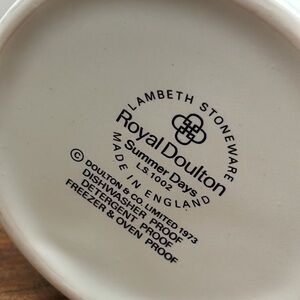 LAMBETH STONEWARE
Royal Doulton
Summer Days
LS.1002
MADE IN ENGLAND
© DOULTON & CO. LIMITED 1973
DISHWASHER PROOF
DETERGENT PROOF
FREEZER & OVEN PROOF